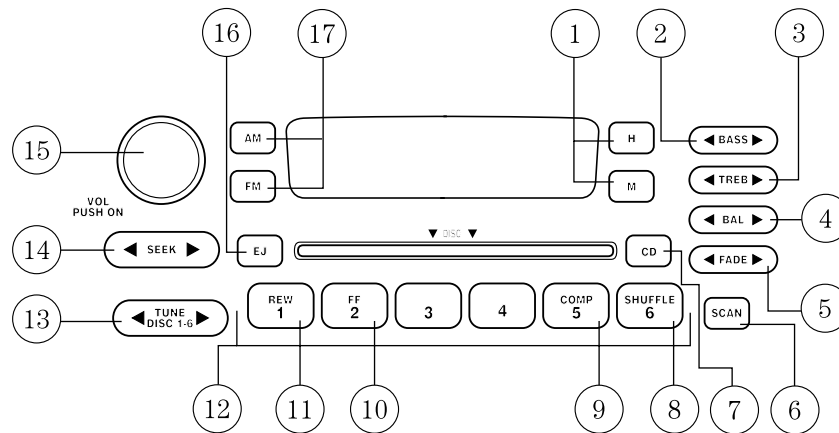 16
17
1
2
3
AM
H
15
◀ BASS ▶
FM
M
◀ TREB ▶
VOL
PUSH ON
◀ BAL ▶
4
14
◀ SEEK ▶
EJ
▼ DISC ▼
CD
◀ FADE ▶
REW
1
FF
2
3
4
COMP
5
SHUFFLE
6
SCAN
5
13
◀ TUNE ▶
DISC 1-6
12
11
10
9
8
7
6